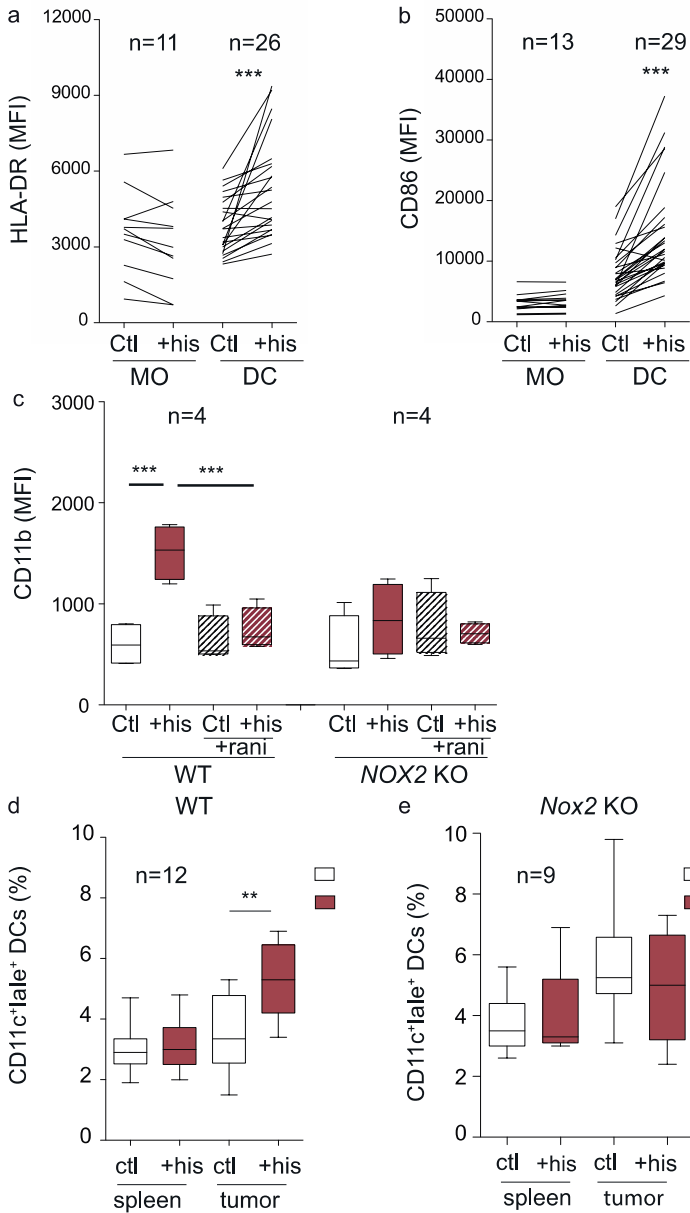 a
b
n=11
n=26
***
HLA-DR (MFI)
12000
9000
6000
3000
0
Ctl +his
Ctl +his
MO
DC
n=13
n=29
***
CD86 (MFI)
50000
40000
30000
20000
10000
0
Ctl +his
Ctl +his
MO
DC
c
n=4
n=4
*** ***
CD11b (MFI)
3000
2000
1000
0
Ctl +his Ctl +his
+rani
WT
Ctl +his Ctl +his
+rani
NOX2 KO
d
WT
n=12
**
CD11c⁺Iale⁺ DCs (%)
10
8
6
4
2
0
ctl +his ctl +his
spleen tumor
e
Nox2 KO
n=9
CD11c⁺Iale⁺ DCs (%)
10
8
6
4
2
0
ctl +his ctl +his
spleen tumor